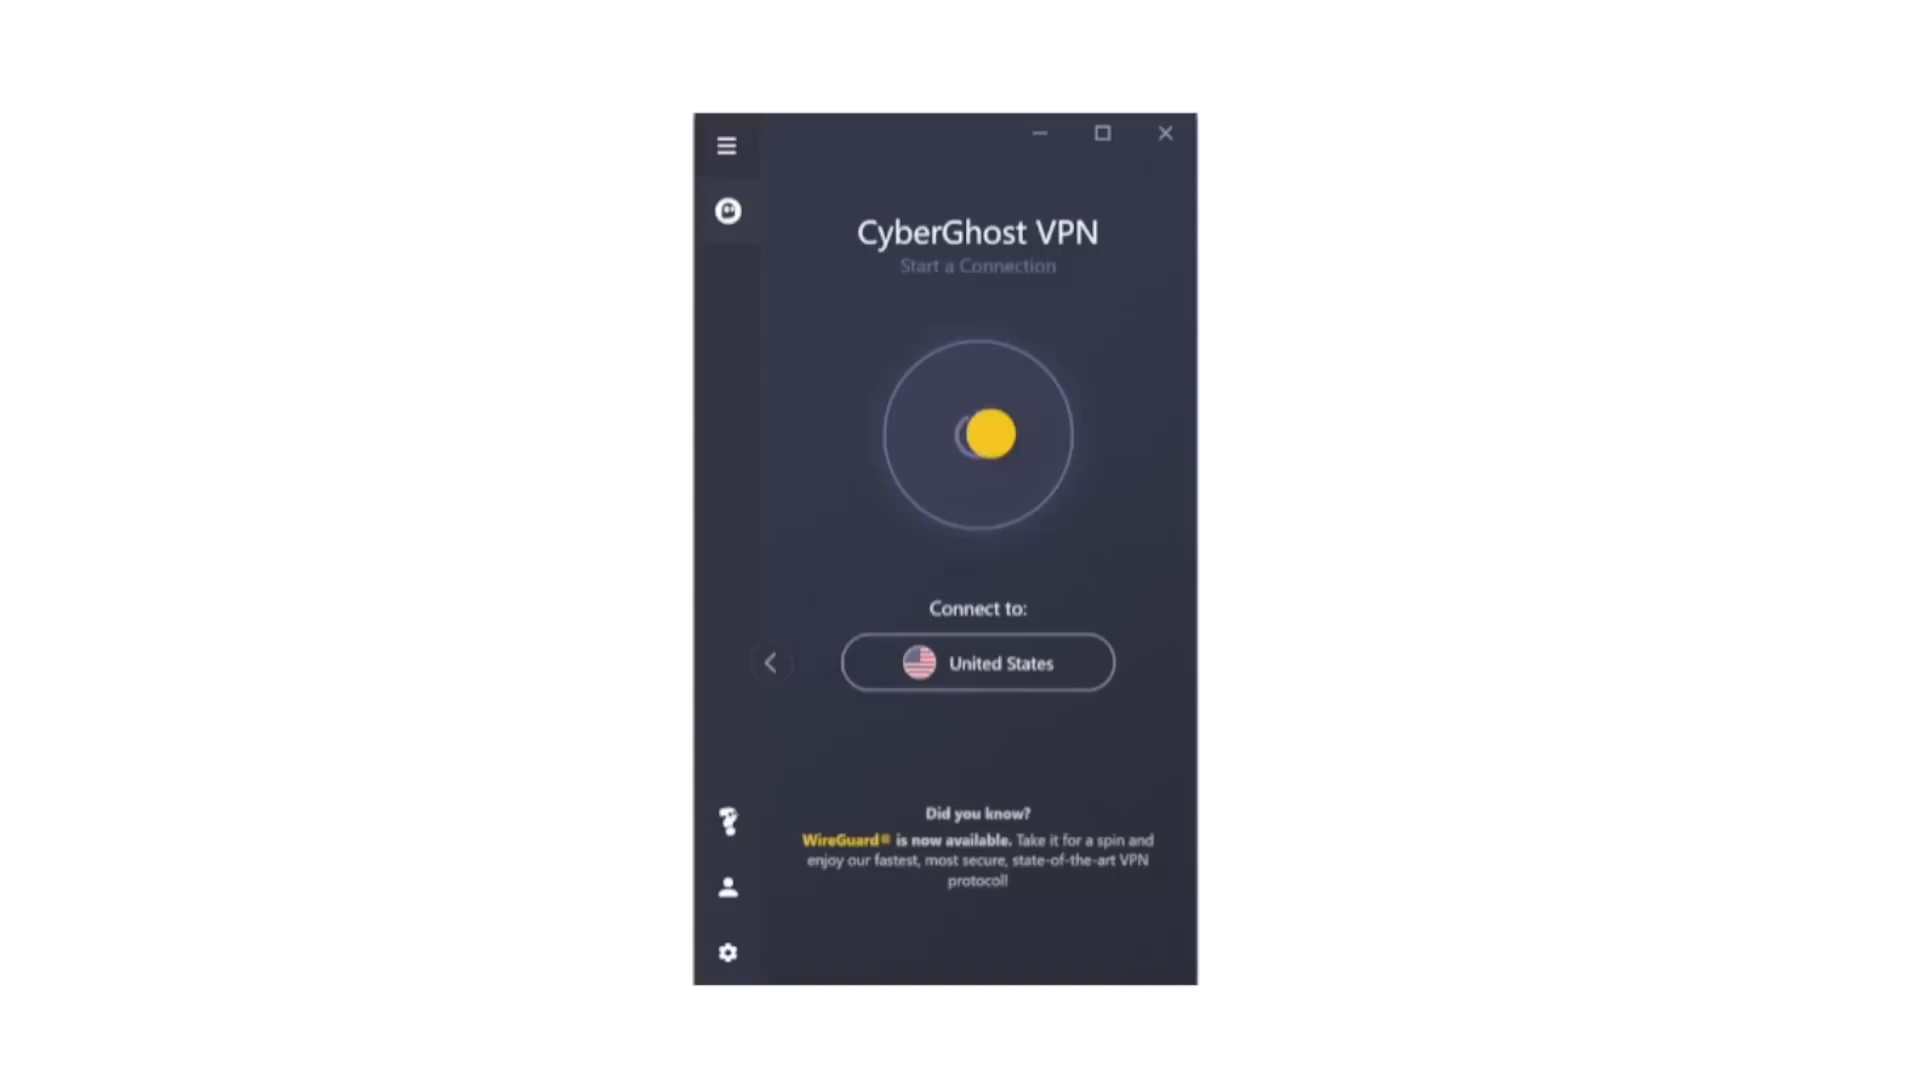 CyberGhost VPN
Start a Connection
Connect to:
United States
Did you know?
WireGuard® is now available. Take it for a spin and
enjoy our fastest, most secure, state-of-the-art VPN
protocol!